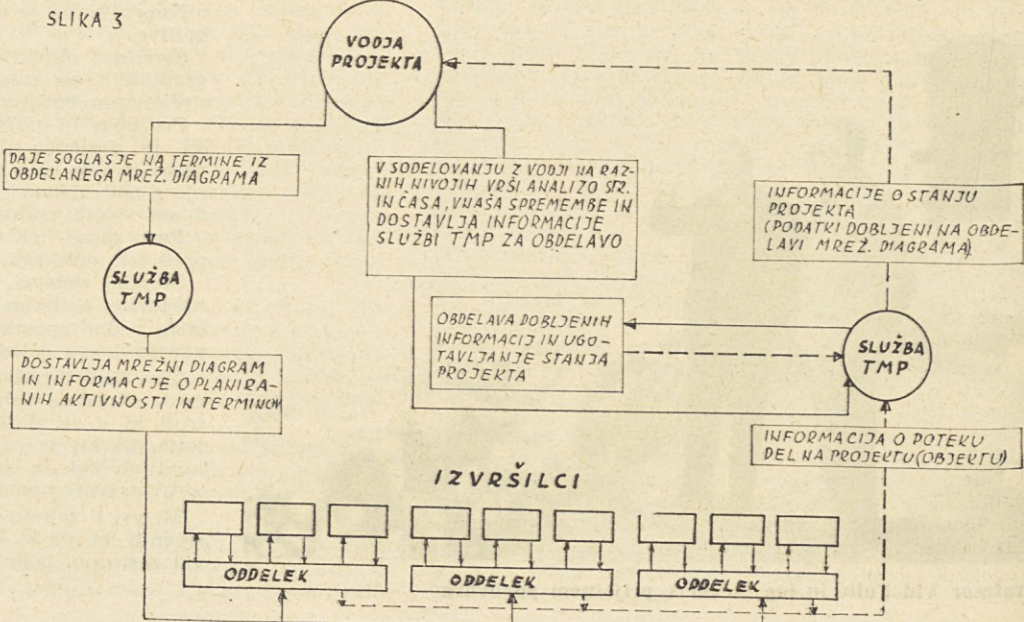 SLIKA 3
VODJA
PROJEKTA
DAJE SOGLASJE NA TERMINE IZ
OBDELANEGA MREŽ. DIAGRAMA
V SODELOVANJU Z VODJI NA RAZ-
NIH NIVOJIH VRŠI ANALIZO STR.
IN ČASA, VNAŠA SPREMEMBE IN
DOSTAVLJA INFORMACIJE
SLUŽBI TMP ZA OBDELAVO
INFORMACIJE O STANJU
PROJEKTA
(PODATKI DOBLJENI NA OBDE-
LAVI MREŽ. DIAGRAMA)
SLUŽBA
TMP
OBDELAVA DOBLJENIH
INFORMACIJ IN UGO-
TAVLJANJE STANJA
PROJEKTA
SLUŽBA
TMP
DOSTAVLJA MREŽNI DIAGRAM
IN INFORMACIJE O PLANIRA-
NIH AKTIVNOSTI IN TERMINOV
INFORMACIJA O POTEKU
DEL NA PROJEKTU (OBJEKTU)
IZVRŠILCI
ODDELEK
ODDELEK
ODDELEK